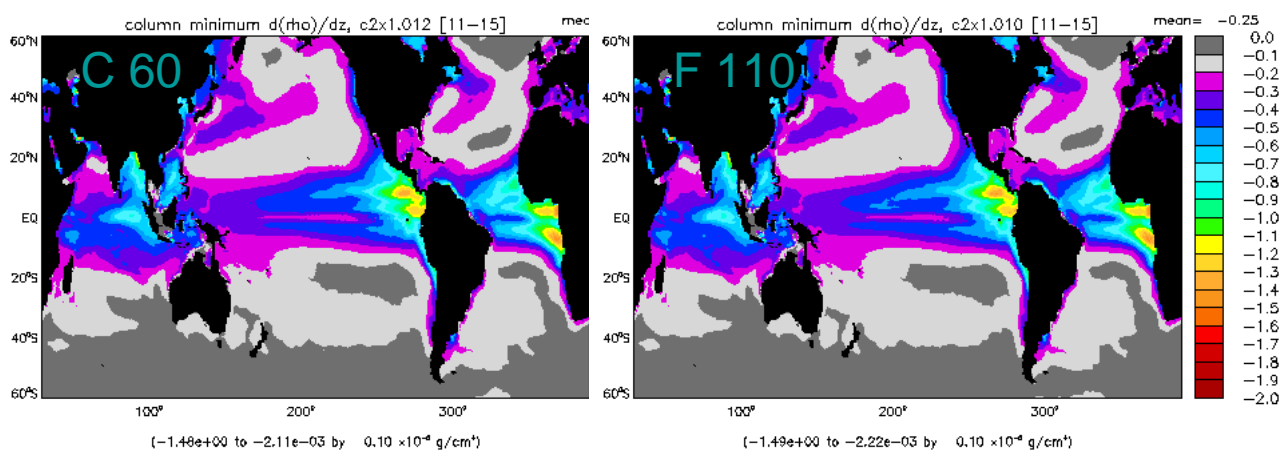 column minimum d(rho)/dz, c2x1.012 [11-15]
C 60
60°N
40°N
20°N
EQ
20°S
40°S
60°S
100°
200°
300°
(-1.48e+00 to -2.11e-03 by 0.10 ×10⁻⁶ g/cm⁴)
column minimum d(rho)/dz, c2x1.010 [11-15]
mean= -0.25
F 110
60°N
40°N
20°N
EQ
20°S
40°S
60°S
100°
200°
300°
(-1.49e+00 to -2.22e-03 by 0.10 ×10⁻⁶ g/cm⁴)
0.0
-0.1
-0.2
-0.3
-0.4
-0.5
-0.6
-0.7
-0.8
-0.9
-1.0
-1.1
-1.2
-1.3
-1.4
-1.5
-1.6
-1.7
-1.8
-1.9
-2.0